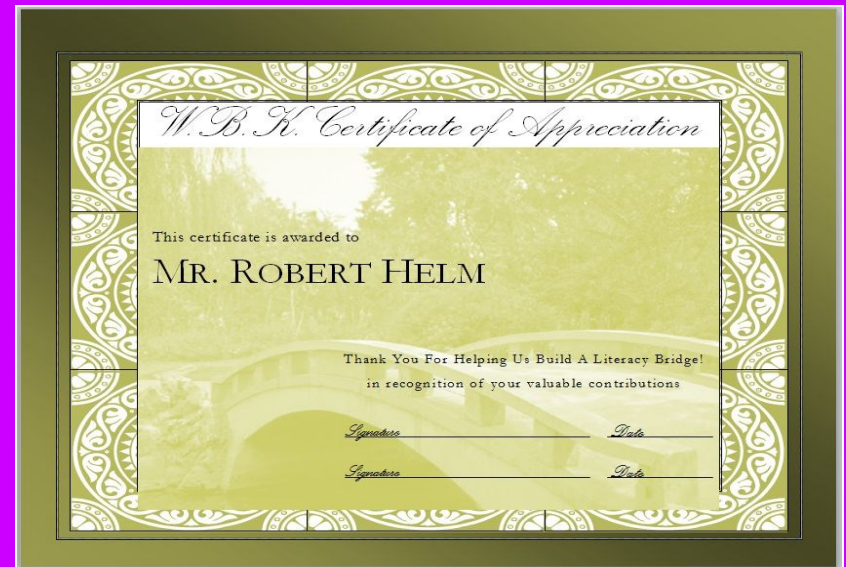 W. B. K. Certificate of Appreciation
This certificate is awarded to
MR. ROBERT HELM
Thank You For Helping Us Build A Literacy Bridge!
in recognition of your valuable contributions
Signature Date
Signature Date